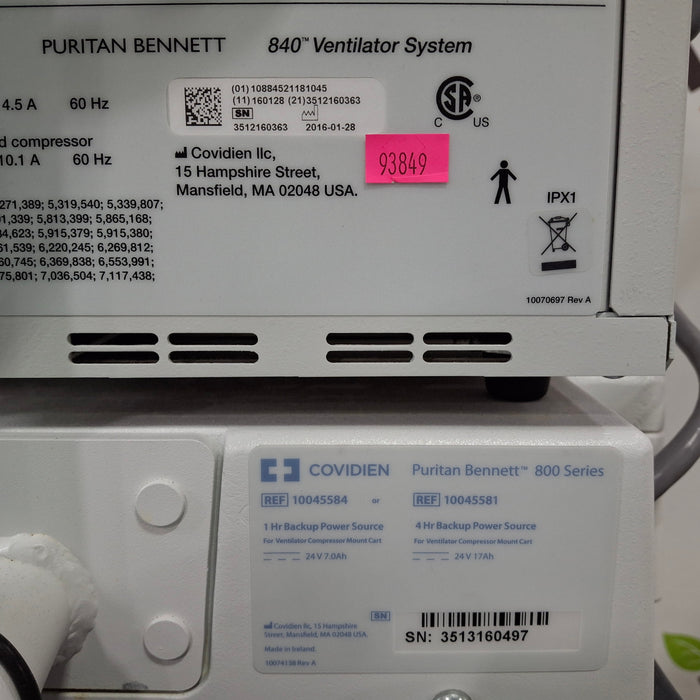 PURITAN BENNETT 840™ Ventilator System
4.5 A 60 Hz
d compressor
10.1 A 60 Hz
(01) 10884521181045
(11)160128 (21)3512160363
SN
3512160363 2016-01-28
Covidien llc,
15 Hampshire Street,
Mansfield, MA 02048 USA.
93849
CSA®
C US
IPX1
271,389; 5,319,540; 5,339,807;
1,339; 5,813,399; 5,865,168;
4,623; 5,915,379; 5,915,380;
61,539; 6,220,245; 6,269,812;
60,745; 6,369,838; 6,553,991;
75,801; 7,036,504; 7,117,438;
10070697 Rev A
COVIDIEN Puritan Bennett™ 800 Series
REF 10045584 or REF 10045581
1 Hr Backup Power Source
For Ventilator Compressor Mount Cart
24 V 7.0Ah
4 Hr Backup Power Source
For Ventilator Compressor Mount Cart
24 V 17Ah
SN
Covidien llc, 15 Hampshire
Street, Mansfield, MA 02048 USA.
Made in Ireland.
10074138 Rev A
SN: 3513160497